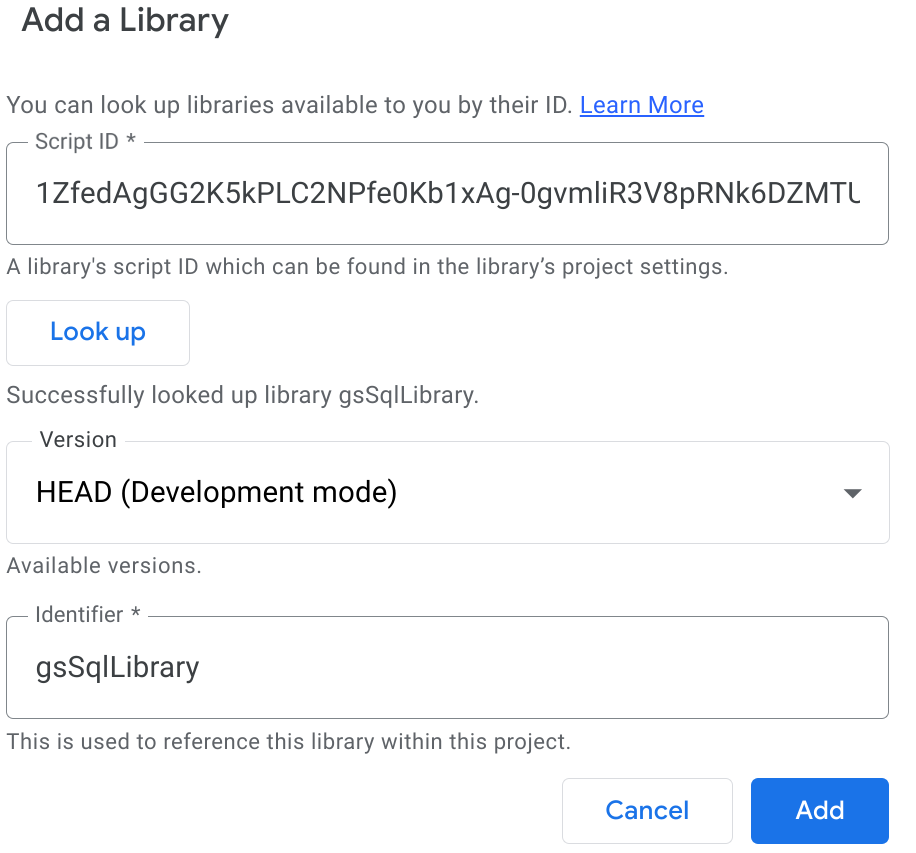 Add a Library
You can look up libraries available to you by their ID. Learn More
Script ID *
1ZfedAgGG2K5kPLC2NPfe0Kb1xAg-0gvmliR3V8pRNk6DZMTU
A library's script ID which can be found in the library’s project settings.
Look up
Successfully looked up library gsSqlLibrary.
Version
HEAD (Development mode)
Available versions.
Identifier *
gsSqlLibrary
This is used to reference this library within this project.
Cancel Add